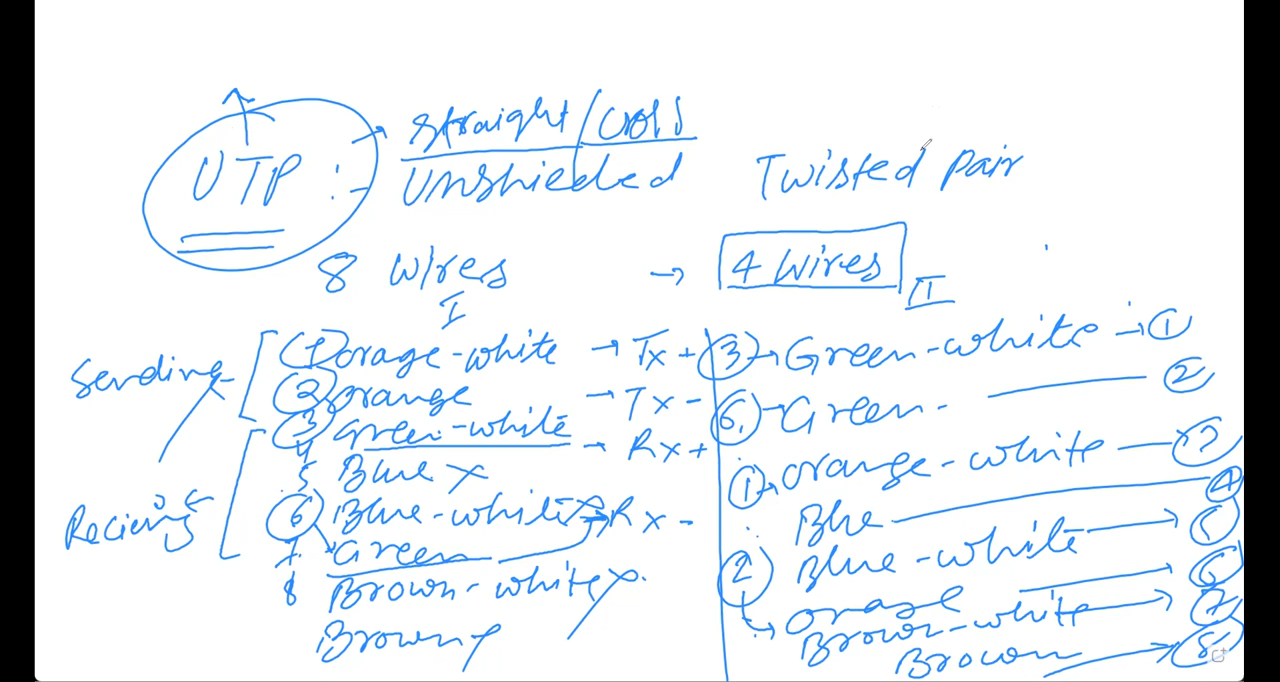 Straight/Cross
UTP :- Unshielded Twisted Pair
8 Wires → 4 Wires
I II
Sending
(1) orage-white → Tx +
(2) orange → Tx -
(3) Green-white → Rx +
4 Blue x
5 Blue-white x
Recieving
(6) Green Rx -
7 Brown-white x
8 Brown
(3) → Green-white → (1)
(6) → Green - (2)
(1) → orange-white
Blue (4)
Blue-white → (5)
(2) → orage → (6)
Brown-white → (7)
Brown → (8)